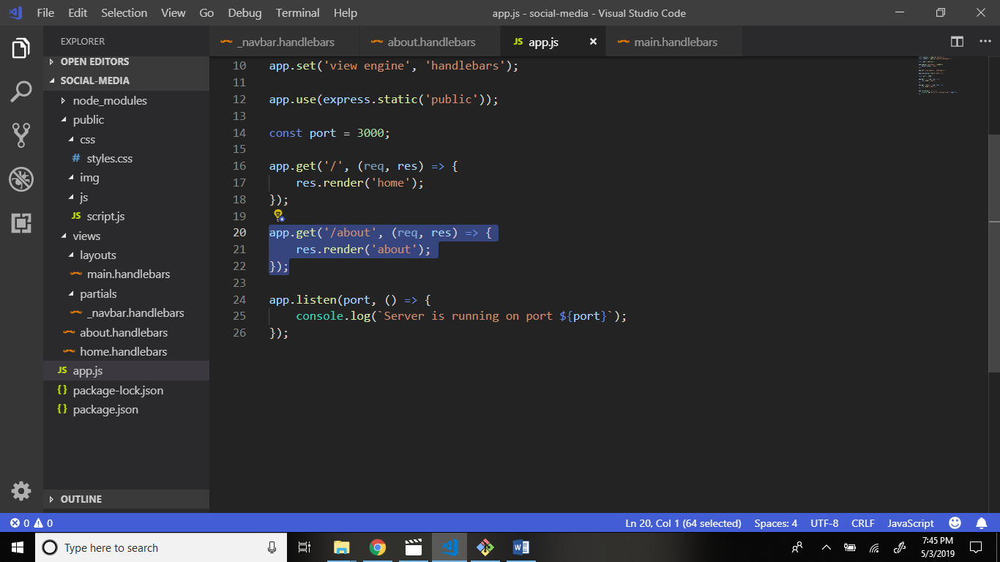 File Edit Selection View Go Debug Terminal Help
app.js - social-media - Visual Studio Code
EXPLORER
OPEN EDITORS
SOCIAL-MEDIA
node_modules
public
css
# styles.css
img
js
JS script.js
views
layouts
main.handlebars
partials
_navbar.handlebars
about.handlebars
home.handlebars
JS app.js
{} package-lock.json
{} package.json
OUTLINE
_navbar.handlebars
about.handlebars
JS app.js
main.handlebars
10 app.set('view engine', 'handlebars');
11
12 app.use(express.static('public'));
13
14 const port = 3000;
15
16 app.get('/', (req, res) => {
17     res.render('home');
18 });
19
20 app.get('/about', (req, res) => {
21     res.render('about');
22 });
23
24 app.listen(port, () => {
25     console.log(`Server is running on port ${port}`);
26 });
0 0
Ln 20, Col 1 (64 selected) Spaces: 4 UTF-8 CRLF JavaScript
Type here to search
7:45 PM
5/3/2019